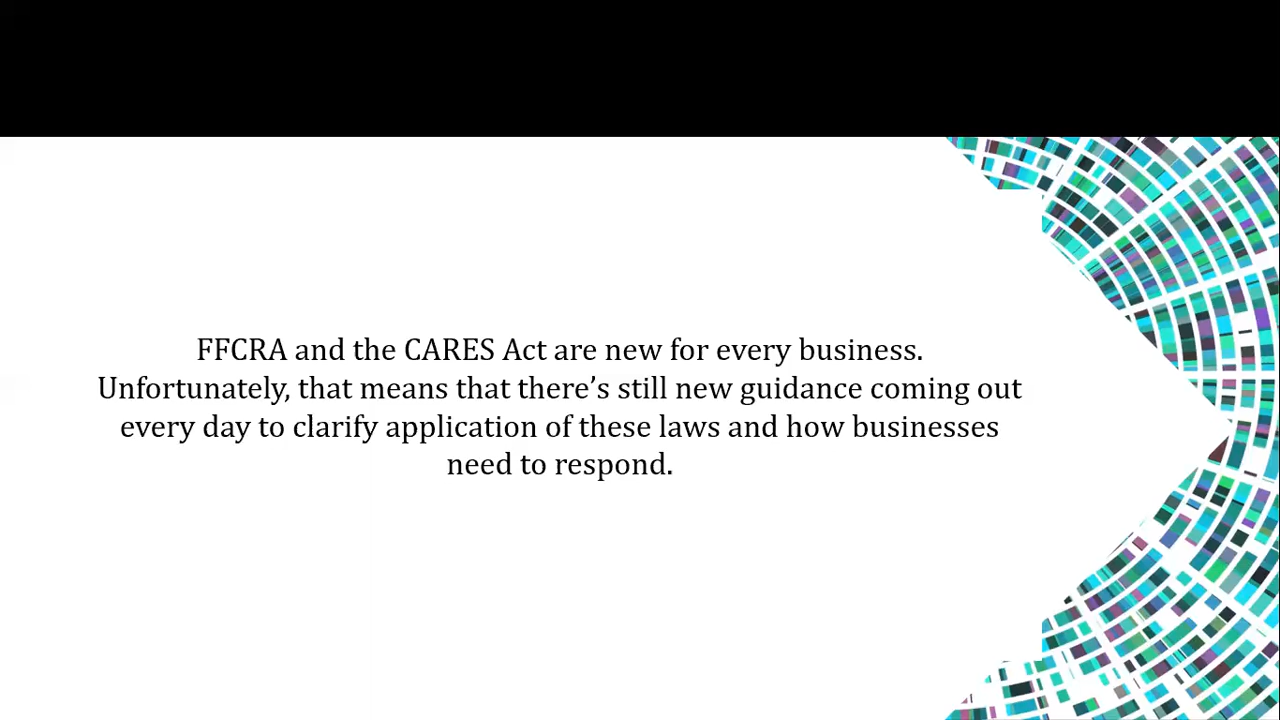 FFCRA and the CARES Act are new for every business.
Unfortunately, that means that there’s still new guidance coming out
every day to clarify application of these laws and how businesses
need to respond.